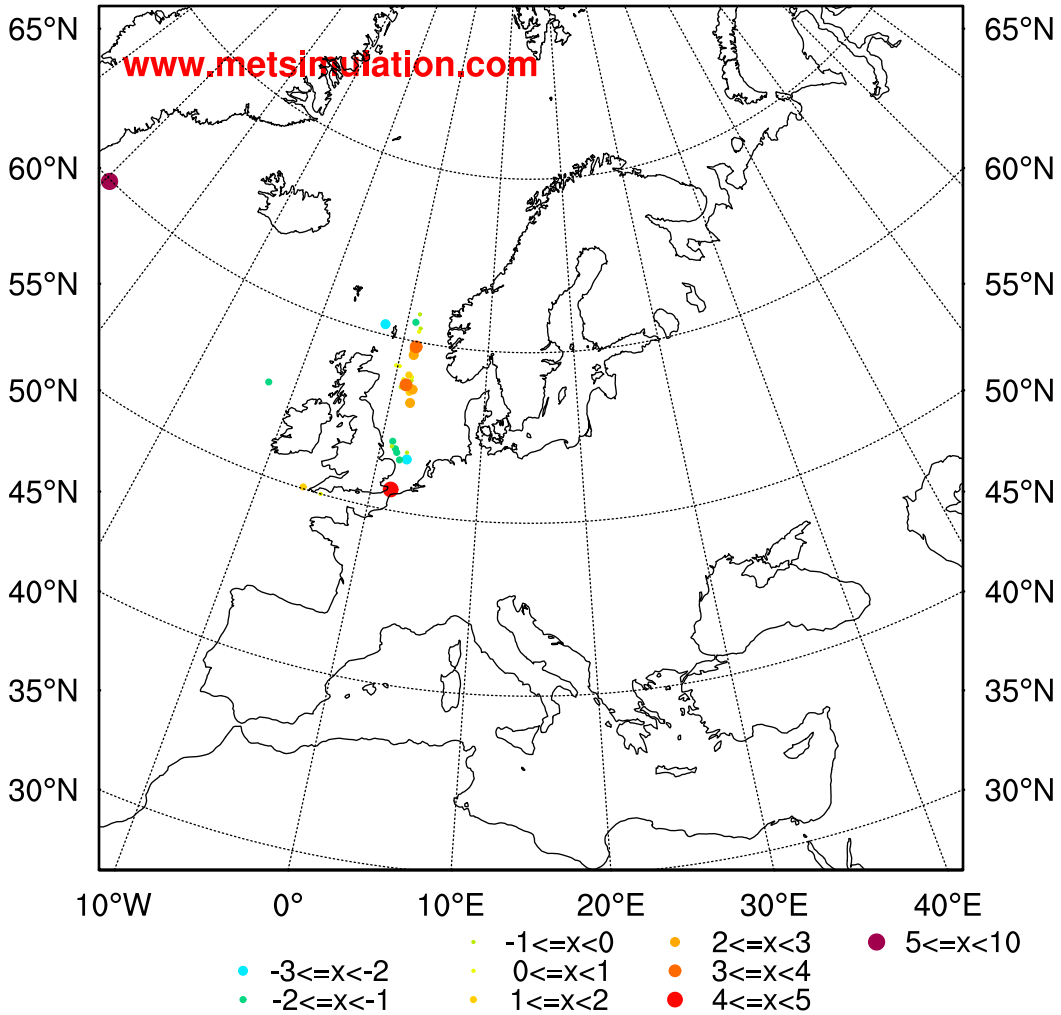 65°N 65°N
www.metsimulation.com
60°N 60°N
55°N 55°N
50°N 50°N
45°N 45°N
40°N 40°N
35°N 35°N
30°N 30°N
10°W 0° 10°E 20°E 30°E 40°E
-1<=x<0 2<=x<3 5<=x<10
-3<=x<-2 0<=x<1 3<=x<4
-2<=x<-1 1<=x<2 4<=x<5